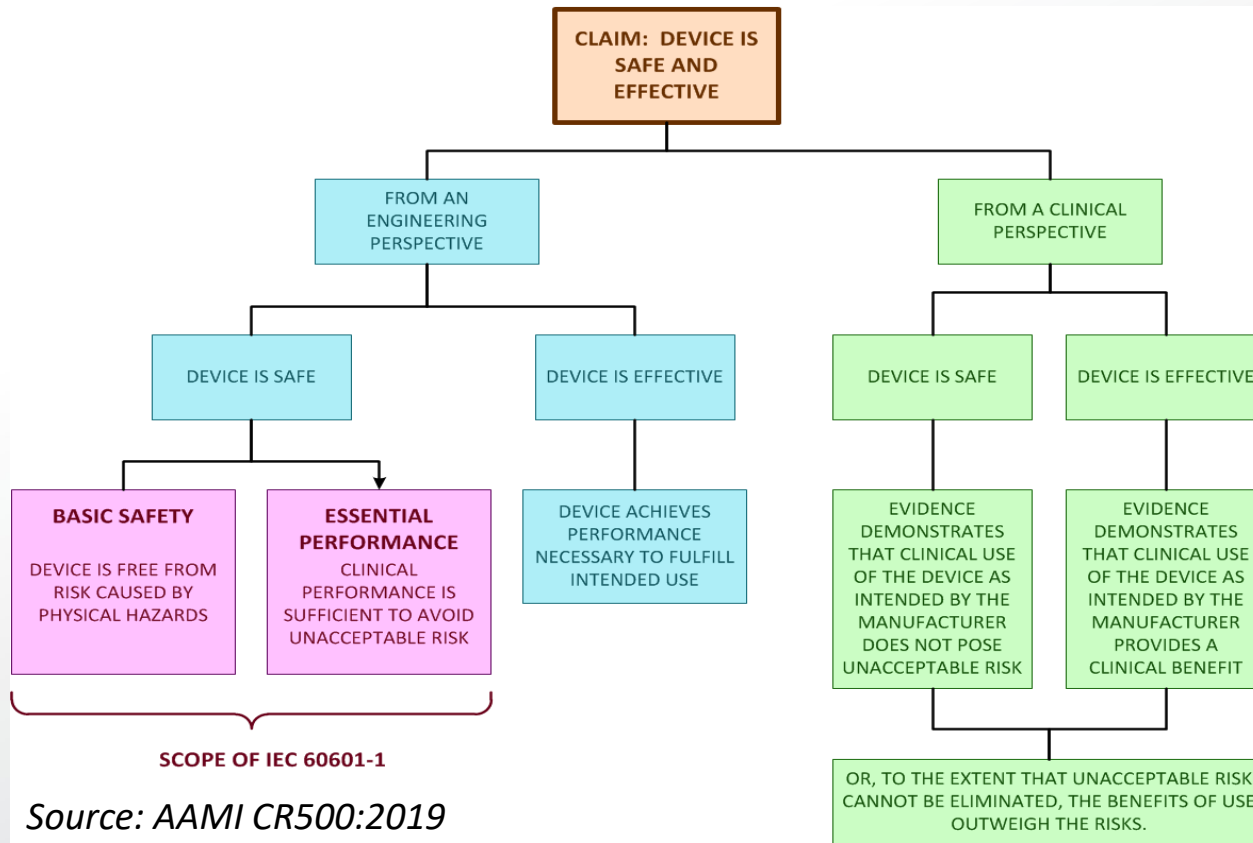 CLAIM: DEVICE IS
SAFE AND
EFFECTIVE
FROM AN
ENGINEERING
PERSPECTIVE
FROM A CLINICAL
PERSPECTIVE
DEVICE IS SAFE
DEVICE IS EFFECTIVE
DEVICE IS SAFE
DEVICE IS EFFECTIVE
BASIC SAFETY
DEVICE IS FREE FROM
RISK CAUSED BY
PHYSICAL HAZARDS
ESSENTIAL
PERFORMANCE
CLINICAL
PERFORMANCE IS
SUFFICIENT TO AVOID
UNACCEPTABLE RISK
DEVICE ACHIEVES
PERFORMANCE
NECESSARY TO FULFILL
INTENDED USE
EVIDENCE
DEMONSTRATES
THAT CLINICAL USE
OF THE DEVICE AS
INTENDED BY THE
MANUFACTURER
DOES NOT POSE
UNACCEPTABLE RISK
EVIDENCE
DEMONSTRATES
THAT CLINICAL USE
OF THE DEVICE AS
INTENDED BY THE
MANUFACTURER
PROVIDES A
CLINICAL BENEFIT
SCOPE OF IEC 60601-1
OR, TO THE EXTENT THAT UNACCEPTABLE RISK
CANNOT BE ELIMINATED, THE BENEFITS OF USE
OUTWEIGH THE RISKS.
Source: AAMI CR500:2019